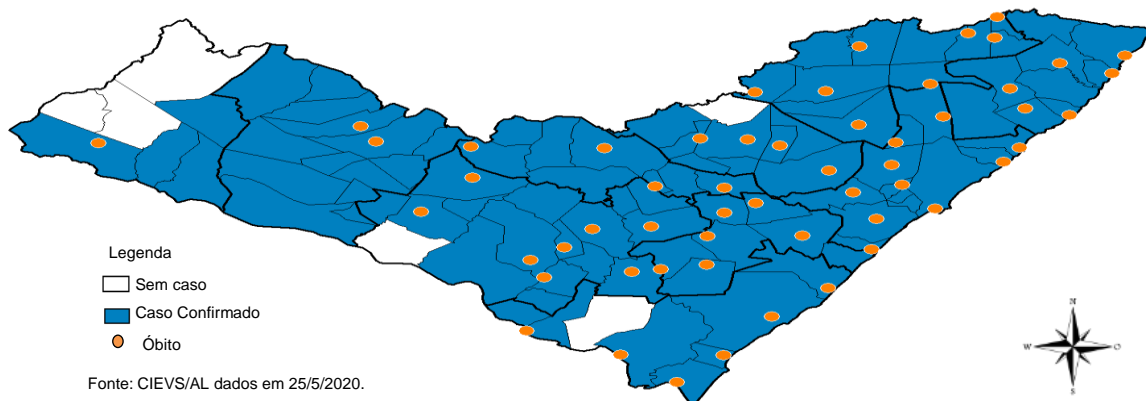 Legenda
Sem caso
Caso Confirmado
Óbito
Fonte: CIEVS/AL dados em 25/5/2020.
N
W
O
S